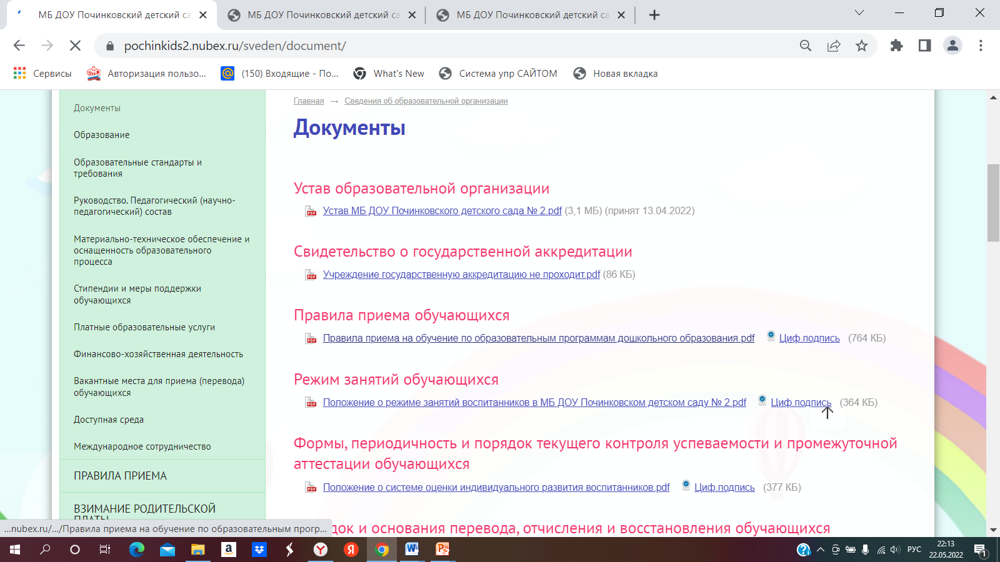 МБ ДОУ Починковский детский са
МБ ДОУ Починковский детский са
МБ ДОУ Починковский детский са
pochinkids2.nubex.ru/sveden/document/
Сервисы
Авторизация пользо...
(150) Входящие - По...
What's New
Система упр САЙТОМ
Новая вкладка
Документы
Образование
Образовательные стандарты и
требования
Руководство. Педагогический (научно-
педагогический) состав
Материально-техническое обеспечение и
оснащенность образовательного
процесса
Стипендии и меры поддержки
обучающихся
Платные образовательные услуги
Финансово-хозяйственная деятельность
Вакантные места для приема (перевода)
обучающихся
Доступная среда
Международное сотрудничество
ПРАВИЛА ПРИЕМА
ВЗИМАНИЕ РОДИТЕЛЬСКОЙ
ПЛАТЫ
Главная → Сведения об образовательной организации
Документы
Устав образовательной организации
Устав МБ ДОУ Починковского детского сада № 2.pdf (3,1 МБ) (принят 13.04.2022)
Свидетельство о государственной аккредитации
Учреждение государственную аккредитацию не проходит.pdf (86 КБ)
Правила приема обучающихся
Правила приема на обучение по образовательным программам дошкольного образования.pdf Циф.подпись (764 КБ)
Режим занятий обучающихся
Положение о режиме занятий воспитанников в МБ ДОУ Починковском детском саду № 2.pdf Циф.подпись (364 КБ)
Формы, периодичность и порядок текущего контроля успеваемости и промежуточной
аттестации обучающихся
Положение о системе оценки индивидуального развития воспитанников.pdf Циф.подпись (377 КБ)
док и основания перевода, отчисления и восстановления обучающихся
...nubex.ru/.../Правила приема на обучение по образовательным прогр...
РУС
22:13
22.05.2022
1